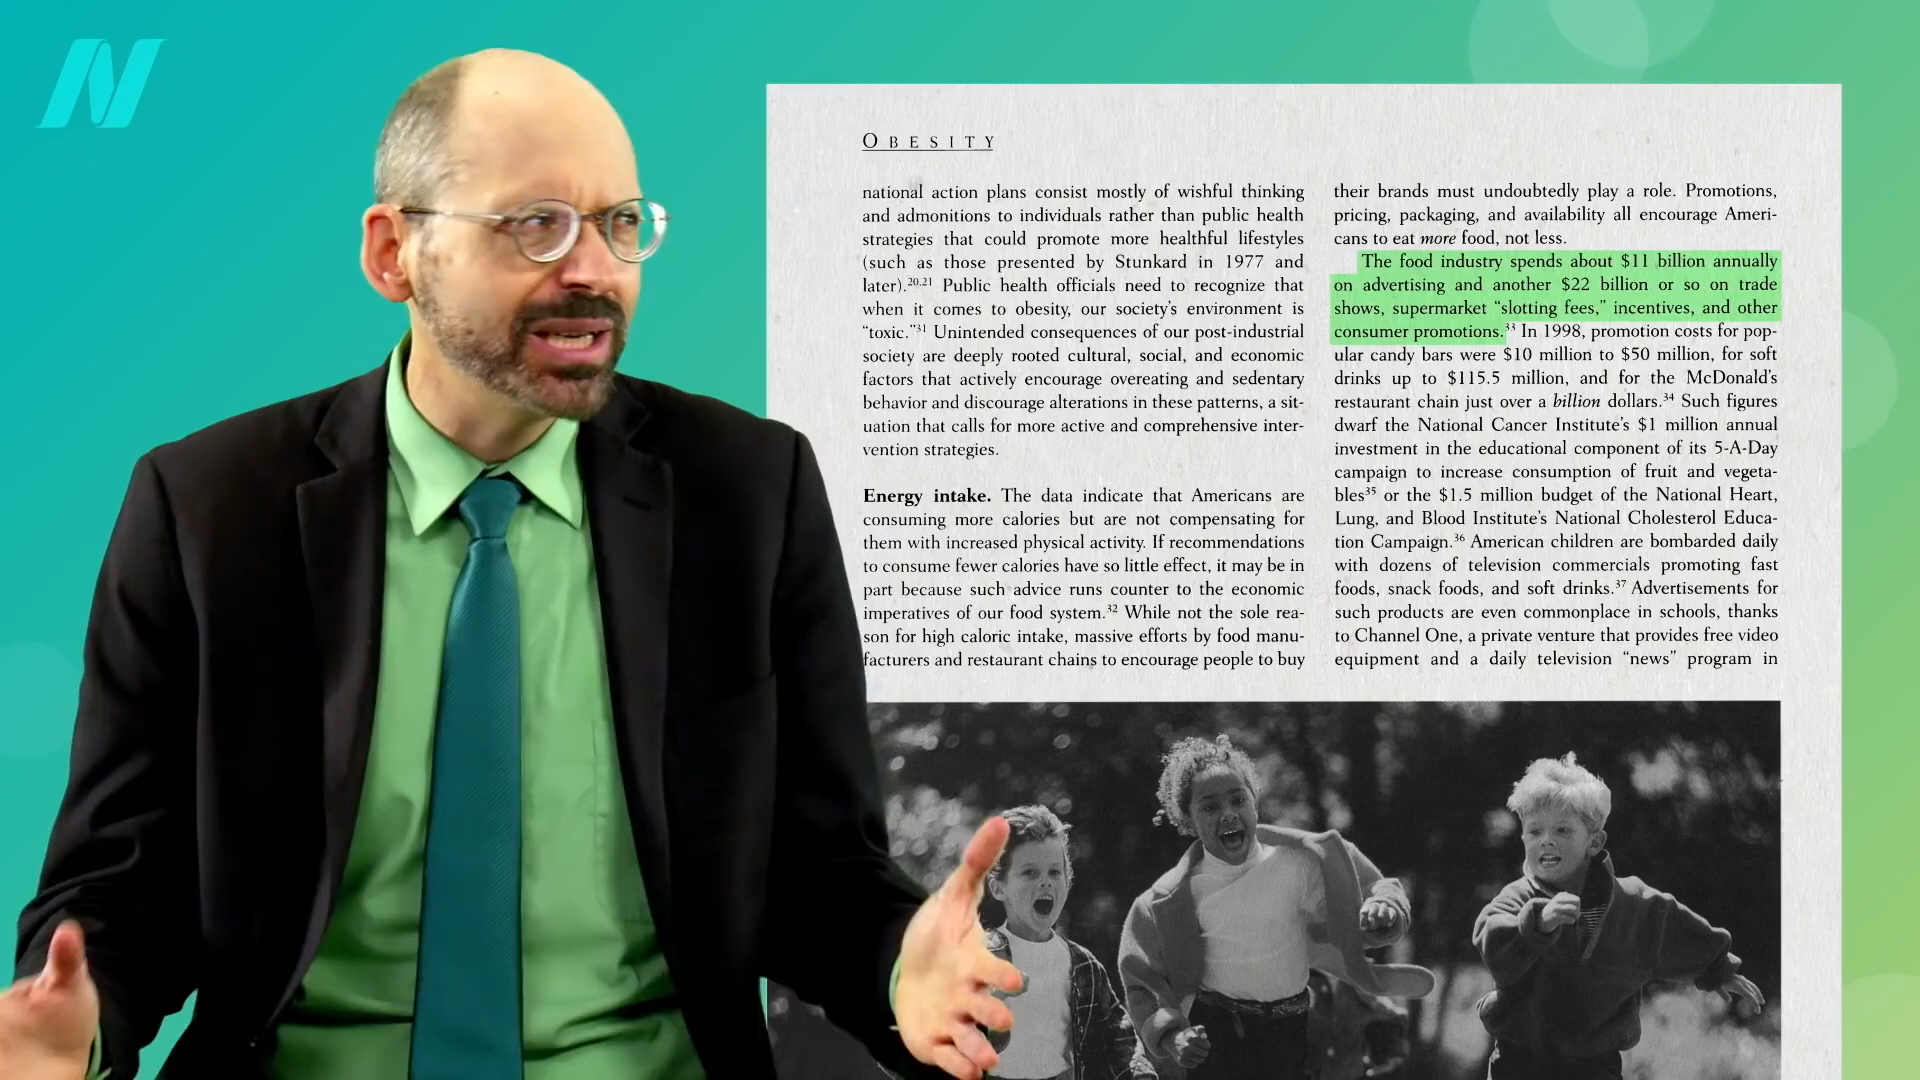 N
OBESITY
national action plans consist mostly of wishful thinking
and admonitions to individuals rather than public health
strategies that could promote more healthful lifestyles
(such as those presented by Stunkard in 1977 and
later).20,21 Public health officials need to recognize that
when it comes to obesity, our society's environment is
“toxic.”31 Unintended consequences of our post-industrial
society are deeply rooted cultural, social, and economic
factors that actively encourage overeating and sedentary
behavior and discourage alterations in these patterns, a sit-
uation that calls for more active and comprehensive inter-
vention strategies.
Energy intake. The data indicate that Americans are
consuming more calories but are not compensating for
them with increased physical activity. If recommendations
to consume fewer calories have so little effect, it may be in
part because such advice runs counter to the economic
imperatives of our food system.32 While not the sole rea-
son for high caloric intake, massive efforts by food manu-
facturers and restaurant chains to encourage people to buy
their brands must undoubtedly play a role. Promotions,
pricing, packaging, and availability all encourage Ameri-
cans to eat more food, not less.
The food industry spends about $11 billion annually
on advertising and another $22 billion or so on trade
shows, supermarket “slotting fees,” incentives, and other
consumer promotions.33 In 1998, promotion costs for pop-
ular candy bars were $10 million to $50 million, for soft
drinks up to $115.5 million, and for the McDonald's
restaurant chain just over a billion dollars.34 Such figures
dwarf the National Cancer Institute's $1 million annual
investment in the educational component of its 5-A-Day
campaign to increase consumption of fruit and vegeta-
bles35 or the $1.5 million budget of the National Heart,
Lung, and Blood Institute's National Cholesterol Educa-
tion Campaign.36 American children are bombarded daily
with dozens of television commercials promoting fast
foods, snack foods, and soft drinks.37 Advertisements for
such products are even commonplace in schools, thanks
to Channel One, a private venture that provides free video
equipment and a daily television “news” program in